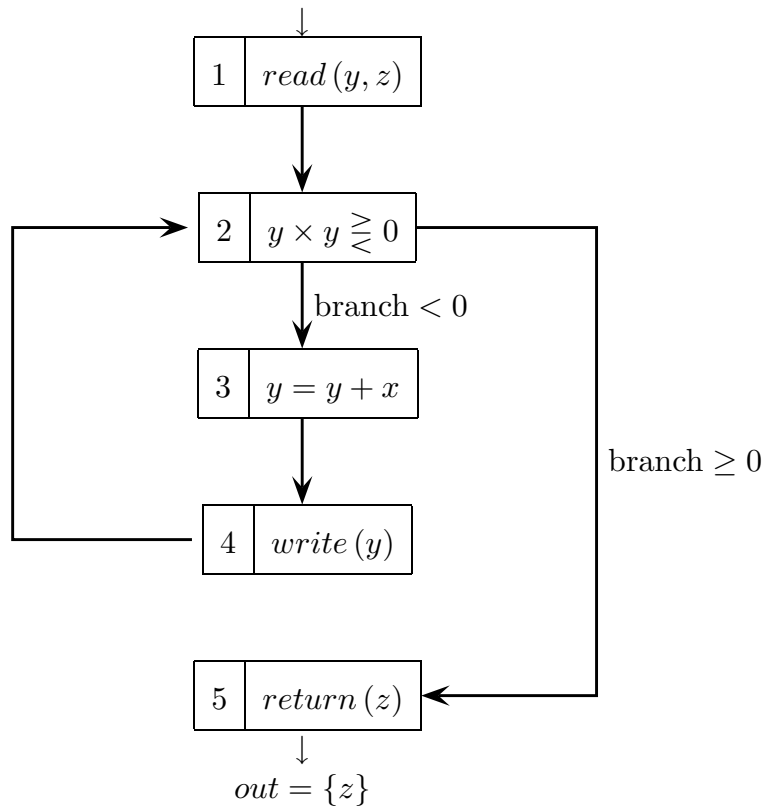 ↓
1 read (y, z)
2 y × y ⪌ 0
branch < 0
3 y = y + x
branch ≥ 0
4 write (y)
5 return (z)
↓
out = {z}